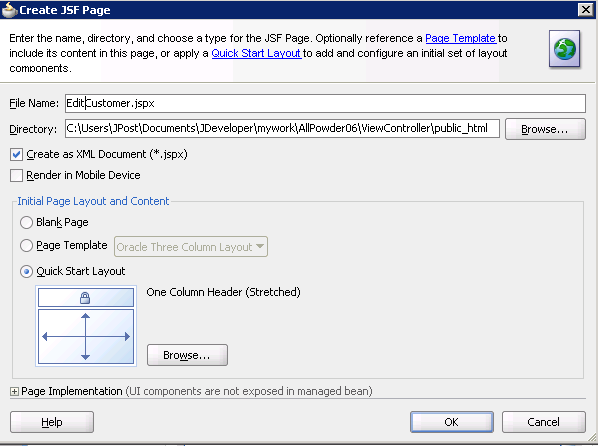 Create JSF Page
Enter the name, directory, and choose a type for the JSF Page. Optionally reference a Page Template to
include its content in this page, or apply a Quick Start Layout to add and configure an initial set of layout
components.
File Name: EditCustomer.jspx
Directory: C:\Users\JPost\Documents\JDeveloper\mywork\AllPowder06\ViewController\public_html Browse...
Create as XML Document (*.jspx)
Render in Mobile Device
Initial Page Layout and Content
Blank Page
Page Template Oracle Three Column Layout
Quick Start Layout
One Column Header (Stretched)
Browse...
Page Implementation (UI components are not exposed in managed bean)
Help OK Cancel